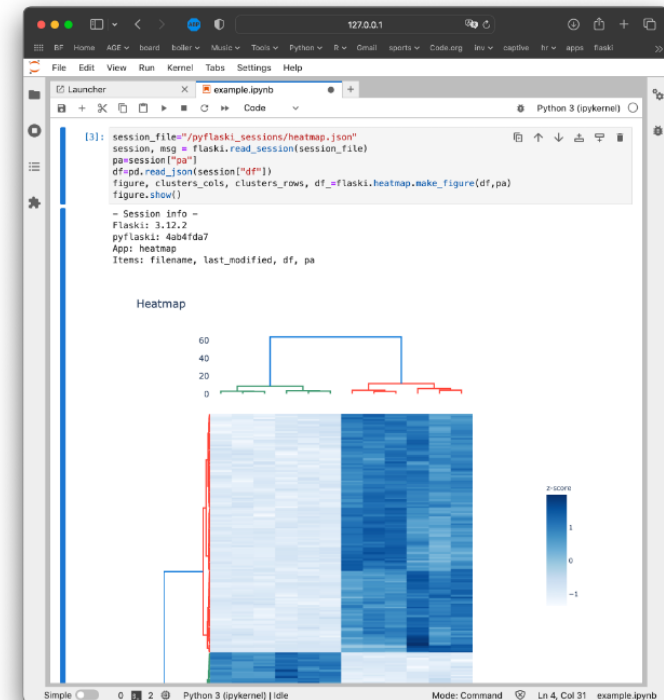 127.0.0.1
BF Home AGE board boiler Music Tools Python R Gmail sports Code.org inv captive hr apps flaski
File Edit View Run Kernel Tabs Settings Help
Launcher example.ipynb
Code Python 3 (ipykernel)
[3]: session_file="/pyflaski_sessions/heatmap.json"
session, msg = flaski.read_session(session_file)
pa=session["pa"]
df=pd.read_json(session["df"])
figure, clusters_cols, clusters_rows, df_=flaski.heatmap.make_figure(df,pa)
figure.show()
- Session info -
Flaski: 3.12.2
pyflaski: 4ab4fda7
App: heatmap
Items: filename, last_modified, df, pa
Heatmap
60
40
20
0
z-score
1
0
−1
Simple 0 2 Python 3 (ipykernel) | Idle Mode: Command Ln 4, Col 31 example.ipynb